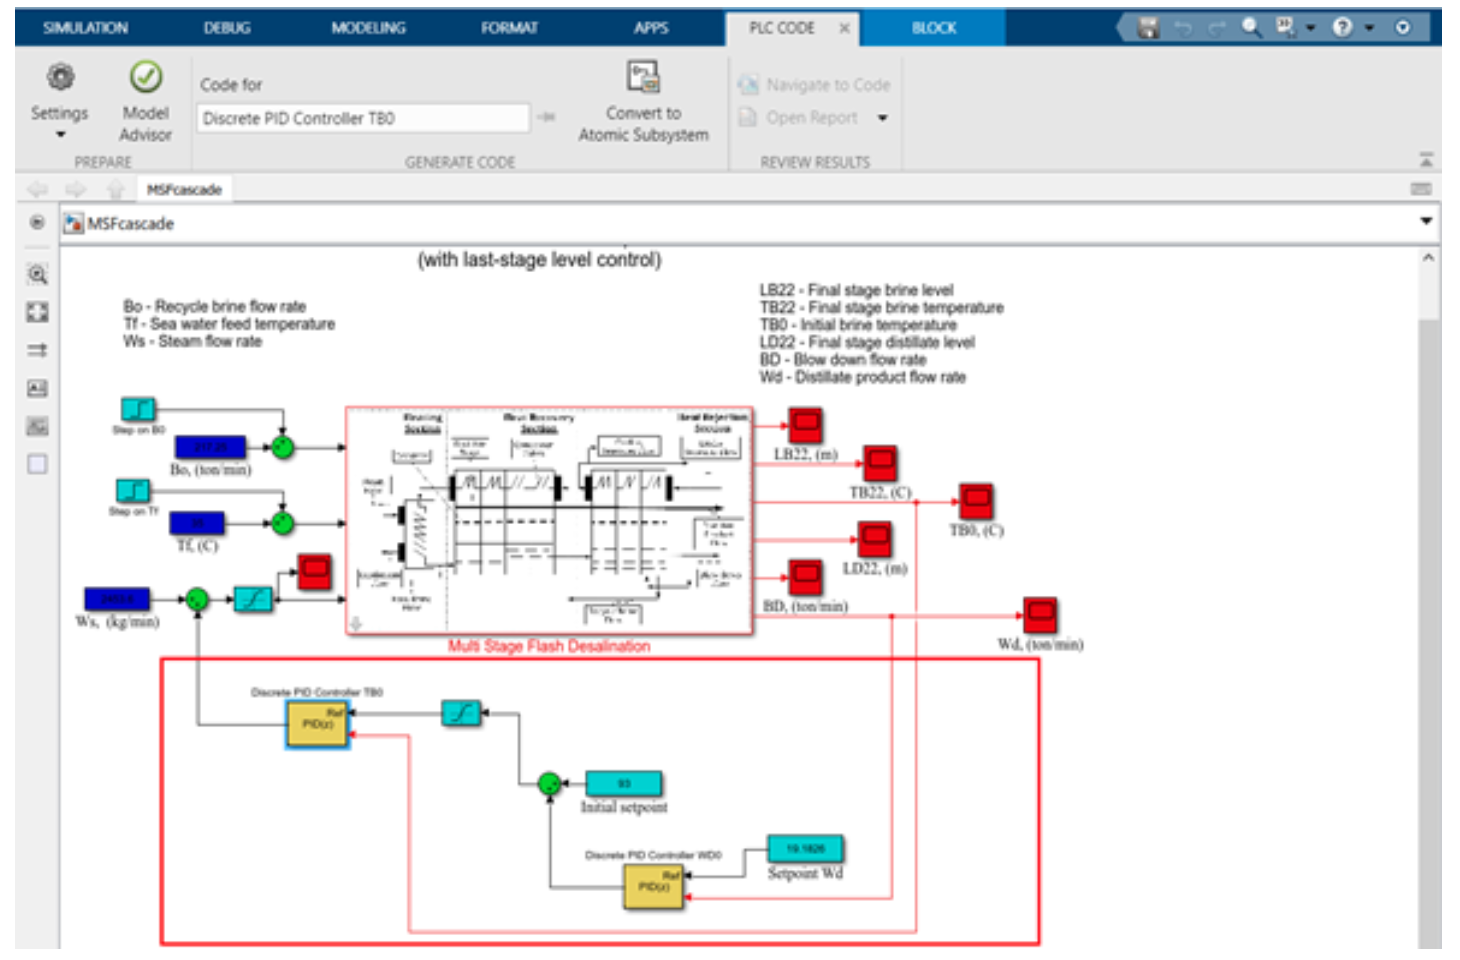 SIMULATION DEBUG MODELING FORMAT APPS PLC CODE BLOCK
Settings
Model
Advisor
PREPARE
Code for
Discrete PID Controller TB0
Convert to
Atomic Subsystem
GENERATE CODE
Navigate to Code
Open Report
REVIEW RESULTS
MSFcascade
MSFcascade
(with last-stage level control)
Bo - Recycle brine flow rate
Tf - Sea water feed temperature
Ws - Steam flow rate
LB22 - Final stage brine level
TB22 - Final stage brine temperature
TB0 - Initial brine temperature
LD22 - Final stage distillate level
BD - Blow down flow rate
Wd - Distillate product flow rate
Step on B0
Bo, (ton/min)
Step on Tf
Tf, (C)
Ws, (kg/min)
Heating
Section
Heat Recovery
Section
Heat Rejection
Section
LB22, (m)
TB22, (C)
TB0, (C)
LD22, (m)
BD, (ton/min)
Wd, (ton/min)
Multi Stage Flash Desalination
Discrete PID Controller TB0
Ref
PID(z)
93
Initial setpoint
Discrete PID Controller WD0
Ref
PID(z)
19.1826
Setpoint Wd